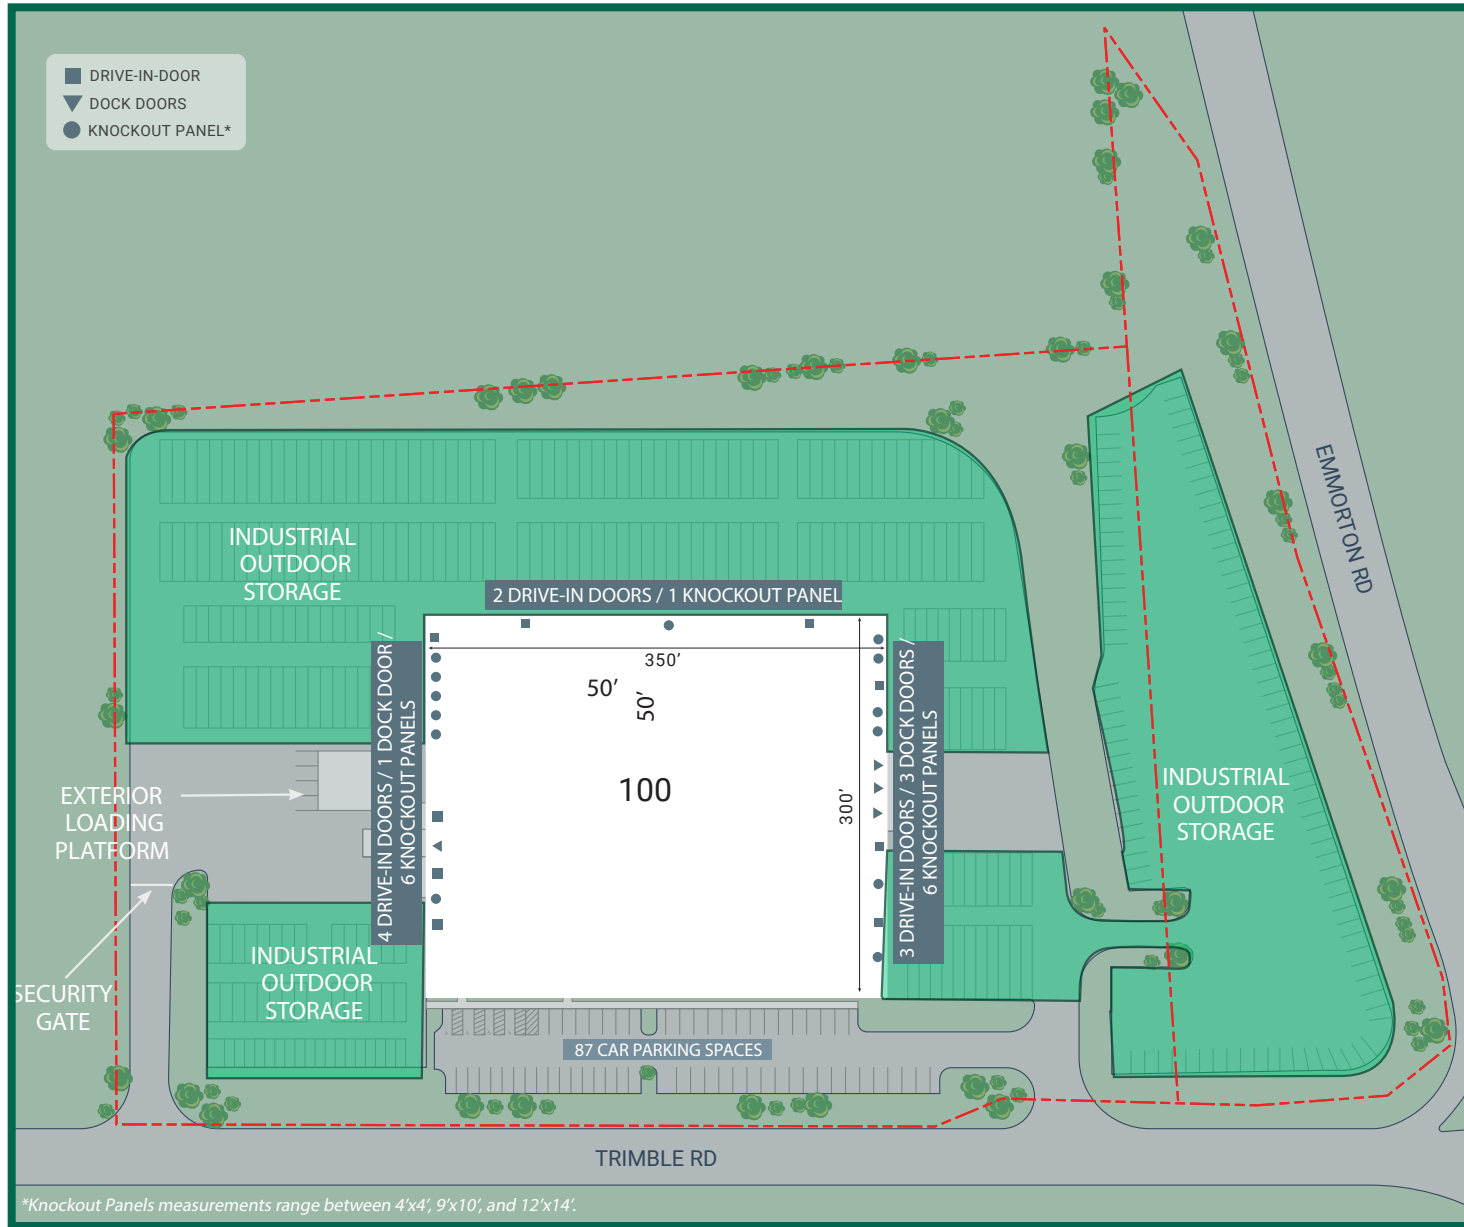 DRIVE-IN-DOOR
DOCK DOORS
KNOCKOUT PANEL*
EMMORTON RD
INDUSTRIAL
OUTDOOR
STORAGE
2 DRIVE-IN DOORS / 1 KNOCKOUT PANEL
4 DRIVE-IN DOORS / 1 DOCK DOOR /
6 KNOCKOUT PANELS
350’
50’
50’
100
300’
3 DRIVE-IN DOORS / 3 DOCK DOORS /
6 KNOCKOUT PANELS
INDUSTRIAL
OUTDOOR
STORAGE
EXTERIOR
LOADING
PLATFORM
INDUSTRIAL
OUTDOOR
STORAGE
SECURITY
GATE
87 CAR PARKING SPACES
TRIMBLE RD
*Knockout Panels measurements range between 4’x4’, 9’x10’, and 12’x14’.